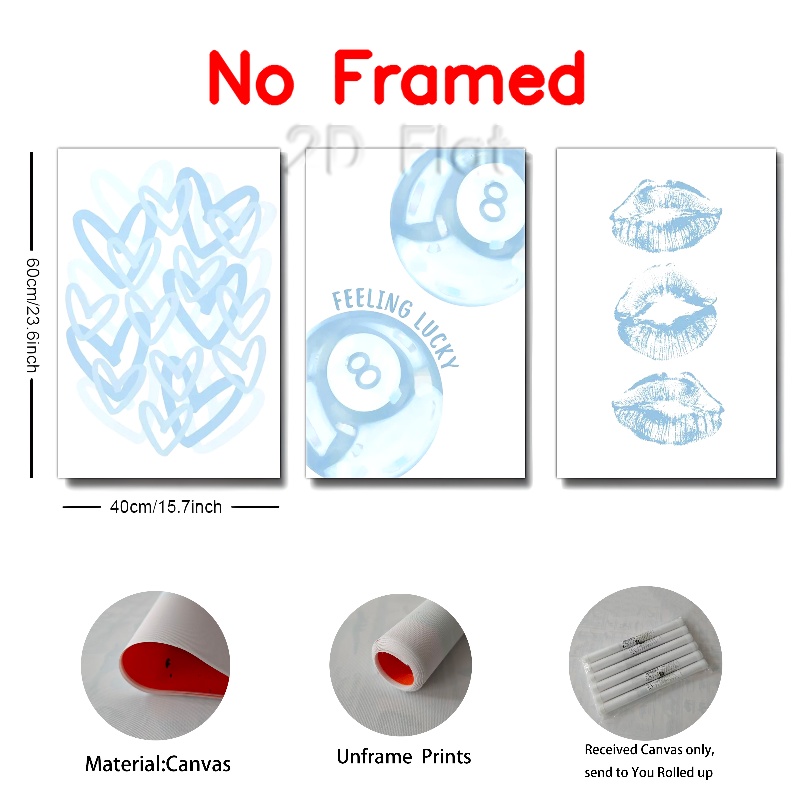 No Framed
2D Flat
60cm/23.6inch
8
FEELING LUCKY
8
40cm/15.7inch
Material:Canvas
Unframe Prints
Received Canvas only,
send to You Rolled up